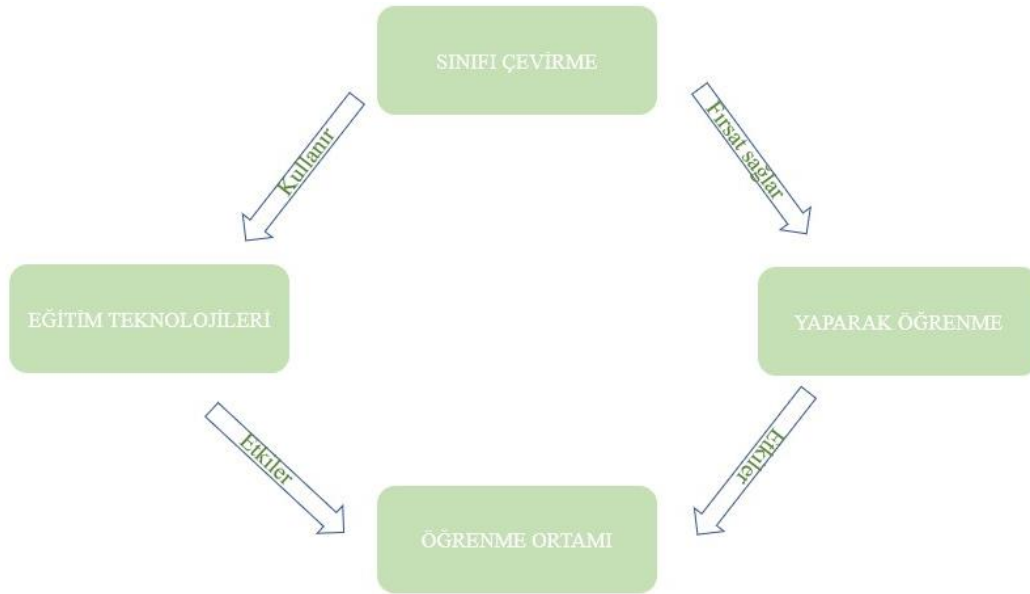 SINIFI ÇEVİRME
Kullanır
Fırsat sağlar
EĞİTİM TEKNOLOJİLERİ
YAPARAK ÖĞRENME
Etkiler
Etkiler
ÖĞRENME ORTAMI